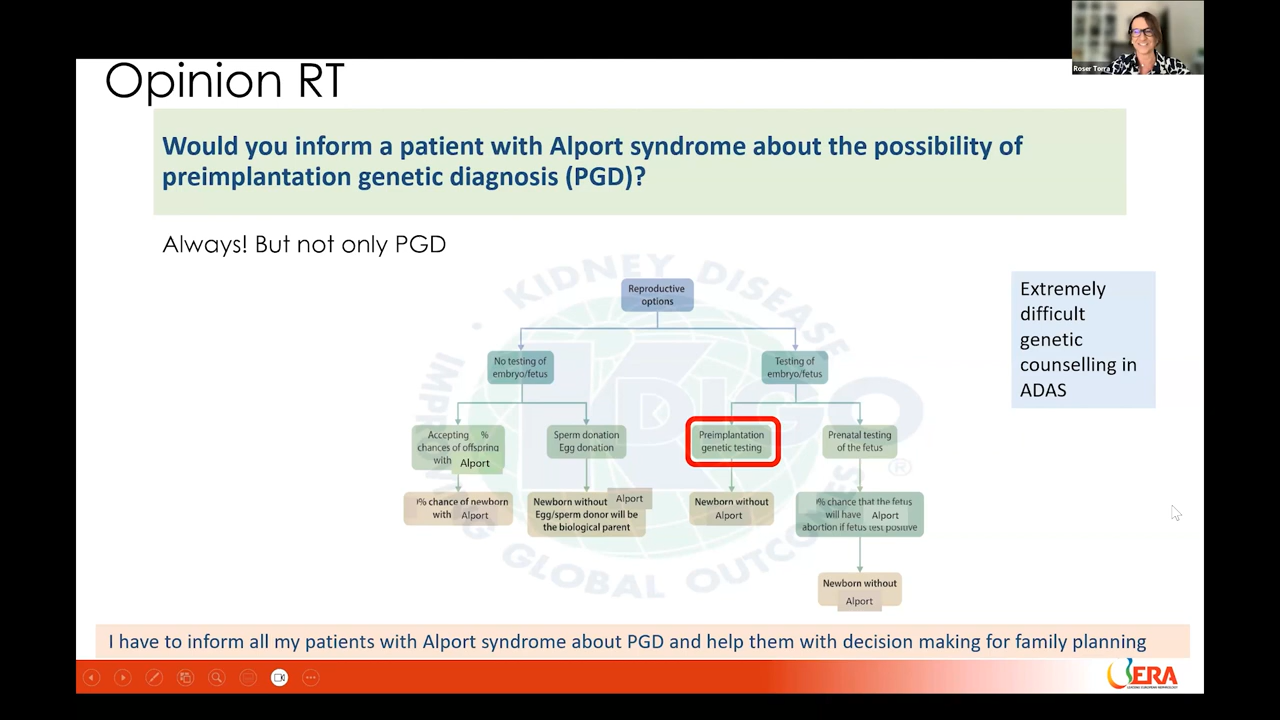 Roser Torra
Opinion RT
Would you inform a patient with Alport syndrome about the possibility of
preimplantation genetic diagnosis (PGD)?
Always! But not only PGD
Extremely
difficult
genetic
counselling in
ADAS
Reproductive
options
No testing of
embryo/fetus
Testing of
embryo/fetus
Accepting %
chances of offspring
with Alport
Sperm donation
Egg donation
Preimplantation
genetic testing
Prenatal testing
of the fetus
% chance of newborn
with Alport
Newborn without Alport
Egg/sperm donor will be
the biological parent
Newborn without
Alport
% chance that the fetus
will have Alport
abortion if fetus test positive
Newborn without
Alport
KIDNEY DISEASE
IMPROVING GLOBAL OUTCOMES
KDIGO
®
I have to inform all my patients with Alport syndrome about PGD and help them with decision making for family planning
ERA